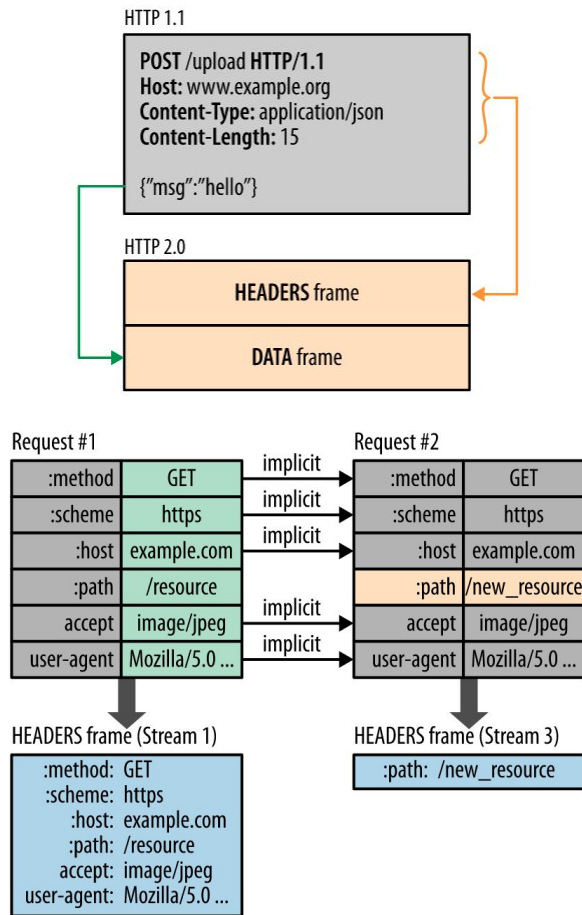 HTTP 1.1
POST /upload HTTP/1.1
Host: www.example.org
Content-Type: application/json
Content-Length: 15
{”msg”:”hello”}
HTTP 2.0
HEADERS frame
DATA frame
Request #1
implicit
Request #2
:method GET
implicit
:method GET
:scheme https
implicit
:scheme https
:host example.com
:host example.com
:path /resource
:path /new_resource
implicit
accept image/jpeg
accept image/jpeg
implicit
user-agent Mozilla/5.0 ...
user-agent Mozilla/5.0 ...
HEADERS frame (Stream 1)
HEADERS frame (Stream 3)
:method: GET
:scheme: https
:host: example.com
:path: /resource
accept: image/jpeg
user-agent: Mozilla/5.0 ...
:path: /new_resource